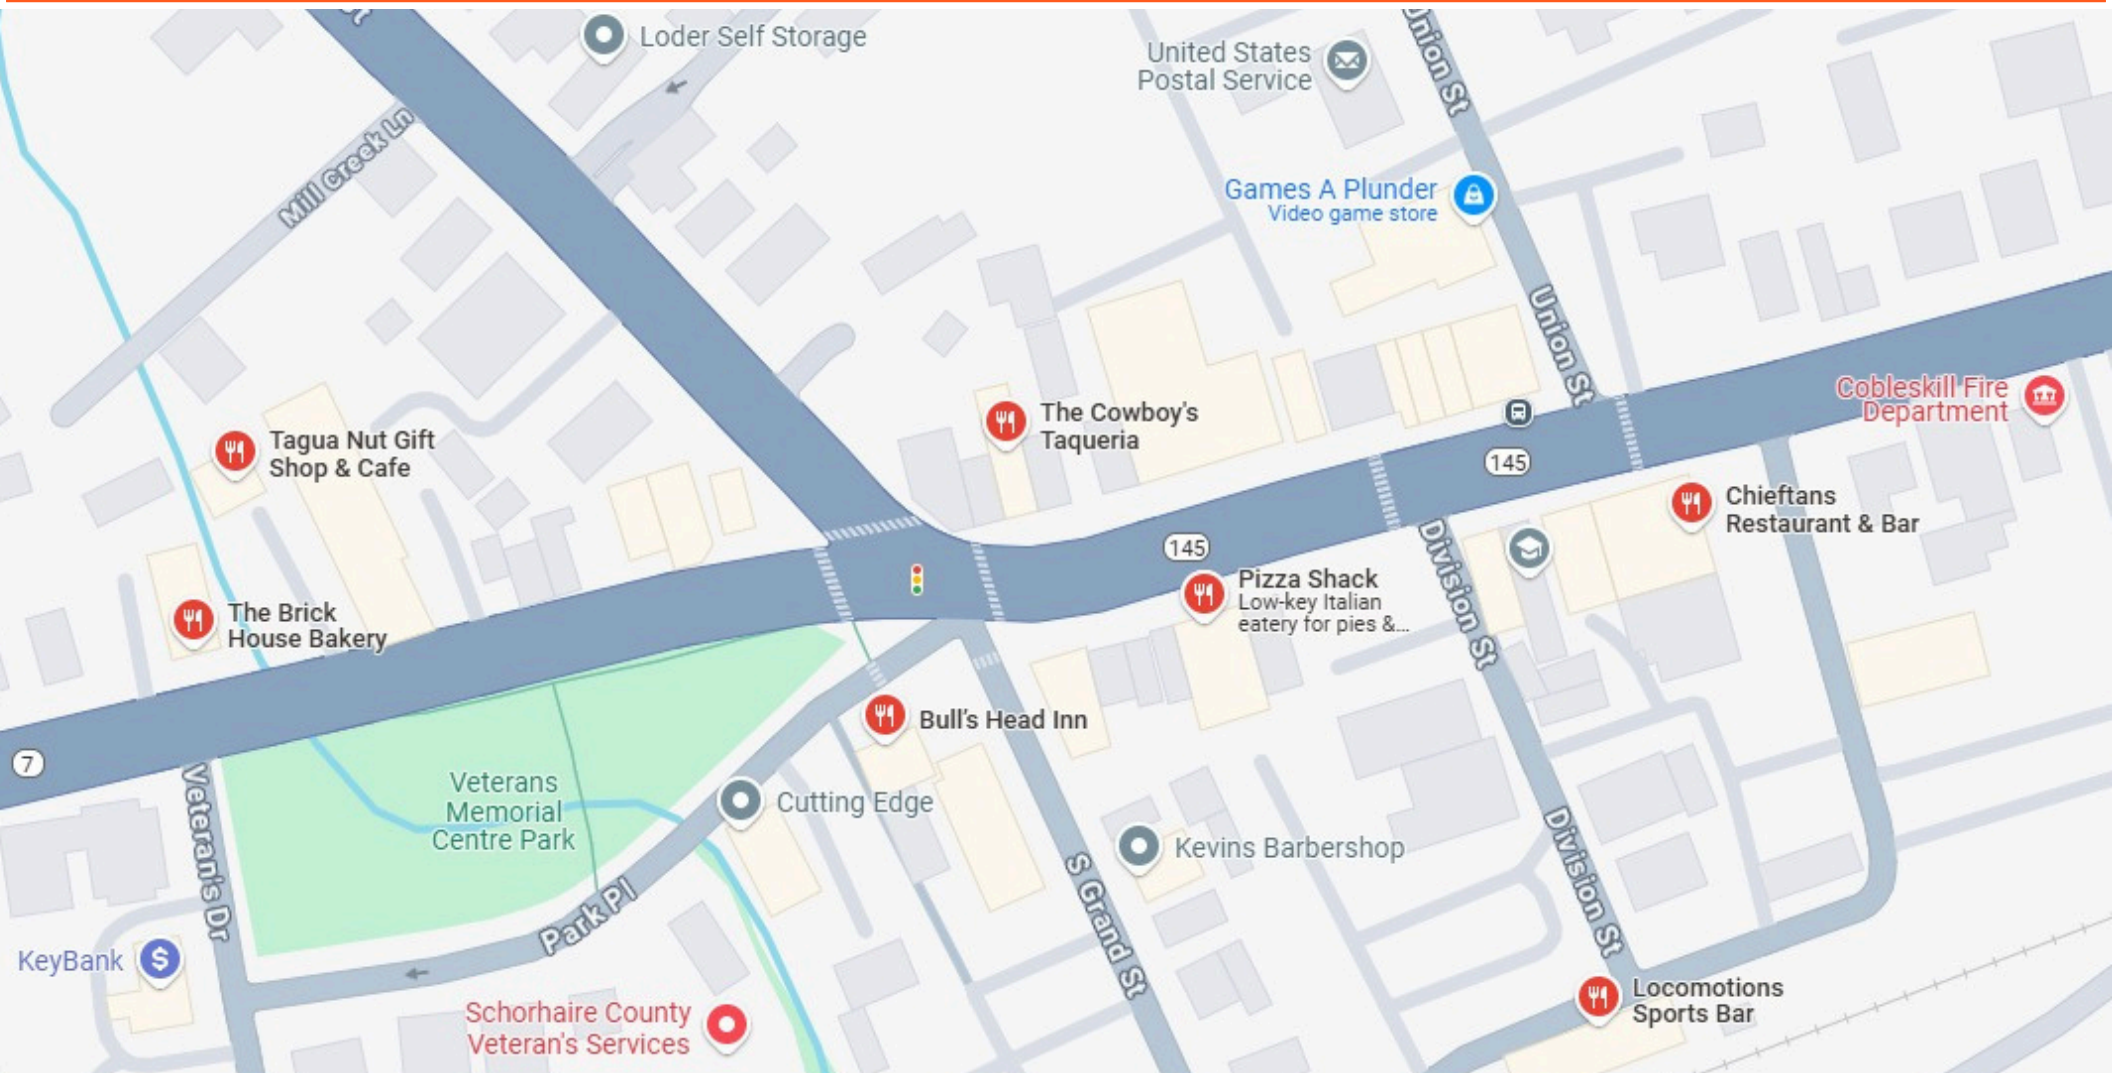 St
Loder Self Storage
United States
Postal Service
Union St
Mill Creek Ln
Games A Plunder
Video game store
Union St
Cobleskill Fire
Department
The Cowboy's
Taqueria
Tagua Nut Gift
Shop & Cafe
145
Chieftans
Restaurant & Bar
145
Division St
Pizza Shack
Low-key Italian
eatery for pies &...
The Brick
House Bakery
Bull's Head Inn
7
Veterans
Memorial
Centre Park
Veteran's Dr
Cutting Edge
Kevins Barbershop
S Grand St
Division St
Park Pl
KeyBank
$
Schorhaire County
Veteran's Services
Locomotions
Sports Bar